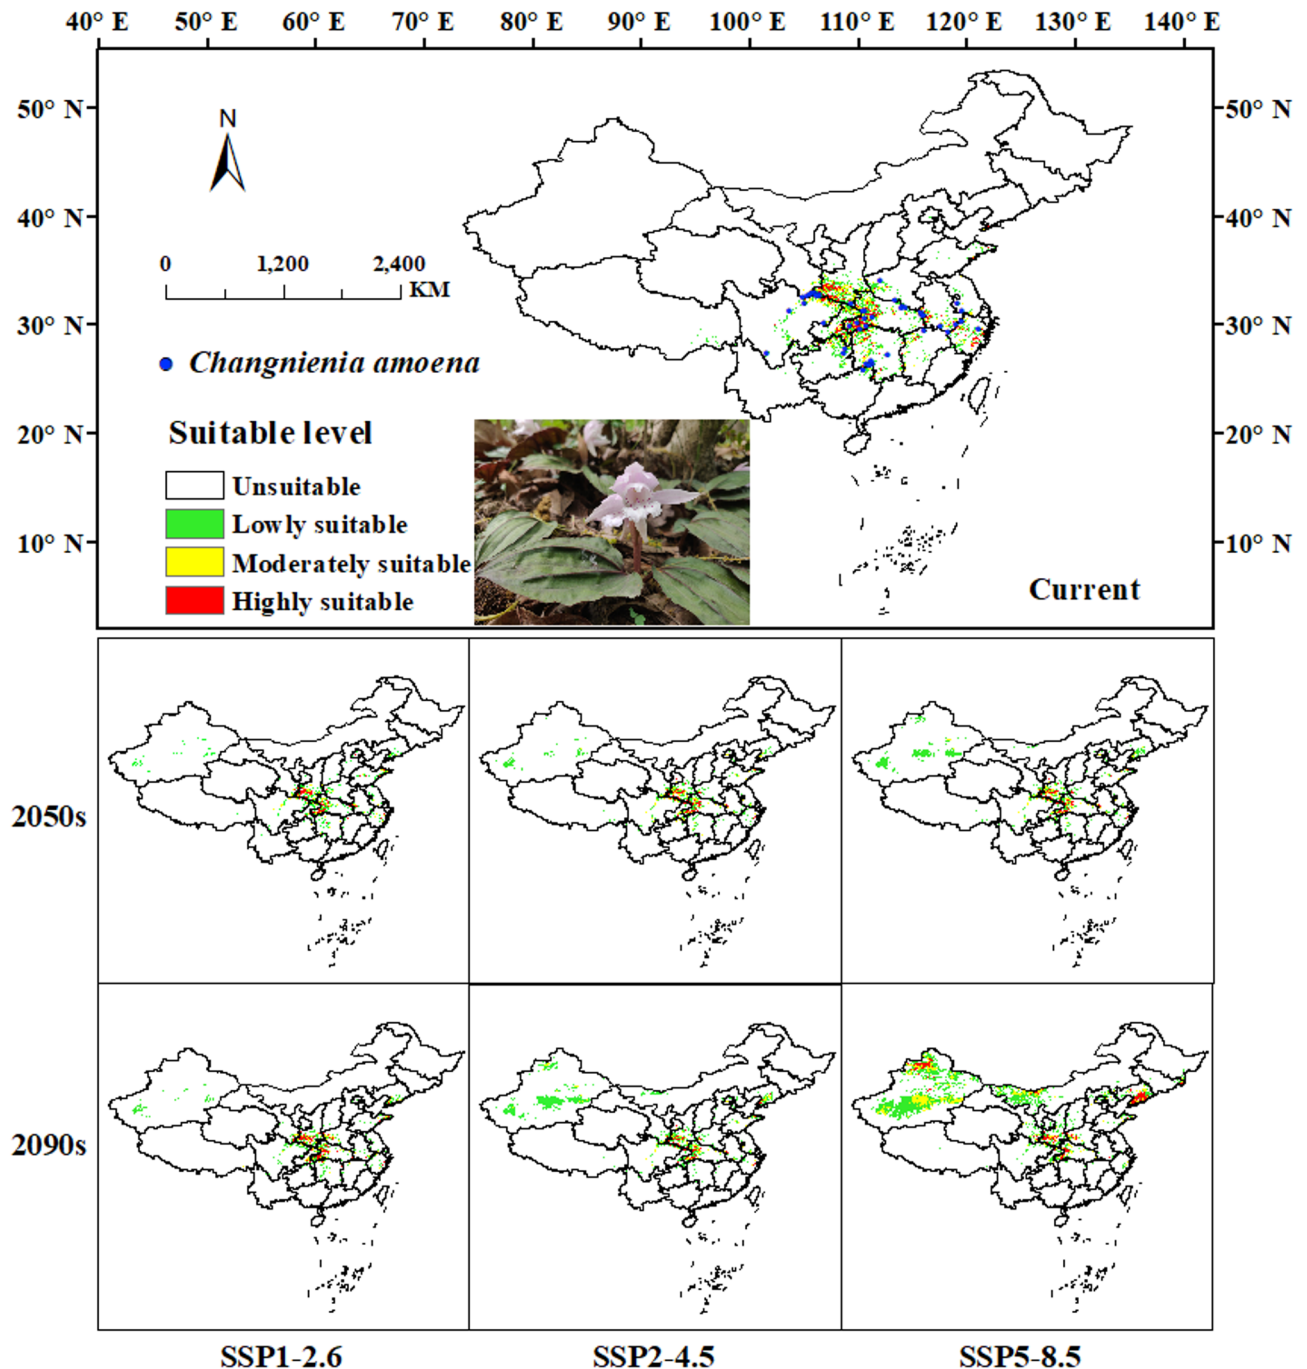 40° E 50° E 60° E 70° E 80° E 90° E 100° E 110° E 120° E 130° E 140° E
50° N 50° N
N
40° N 40° N
0 1,200 2,400
KM
30° N 30° N
Changnienia amoena
Suitable level
20° N 20° N
Unsuitable
Lowly suitable
10° N 10° N
Moderately suitable
Highly suitable
Current
2050s
2090s
SSP1-2.6 SSP2-4.5 SSP5-8.5